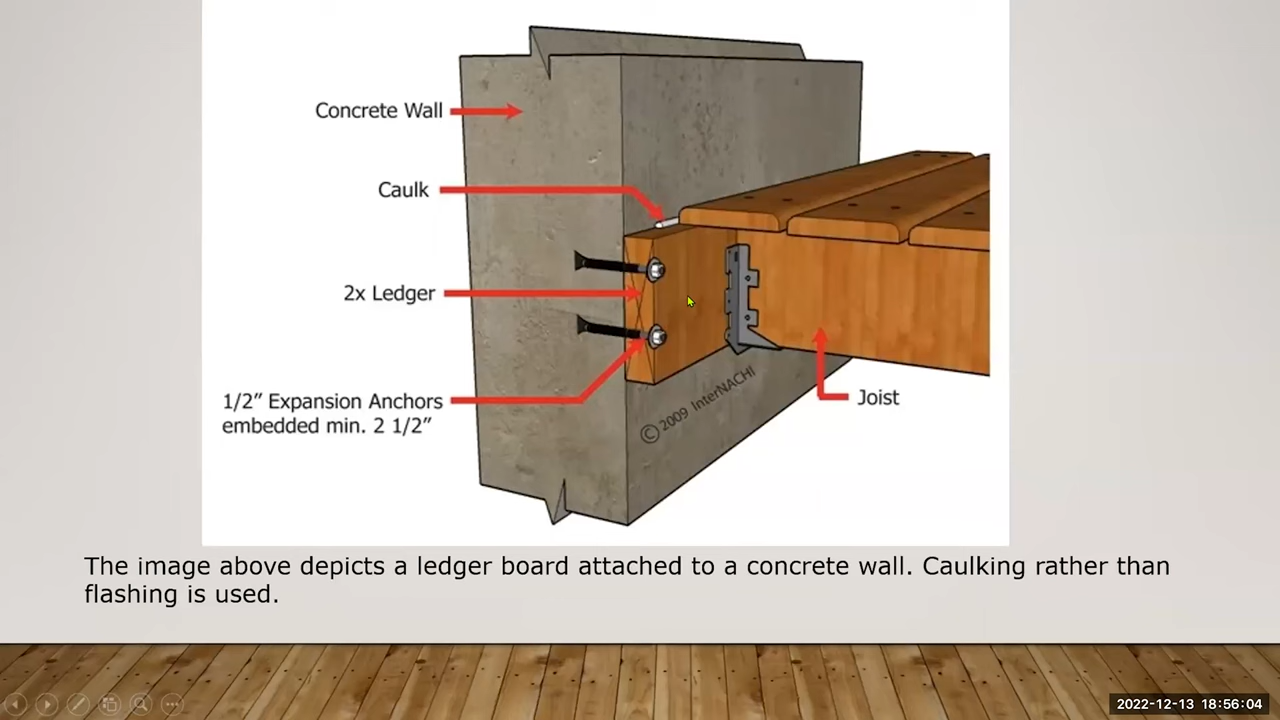 Concrete Wall
Caulk
2x Ledger
1/2” Expansion Anchors
embedded min. 2 1/2”
Joist
© 2009 InterNACHI
The image above depicts a ledger board attached to a concrete wall. Caulking rather than
flashing is used.
2022-12-13 18:56:04